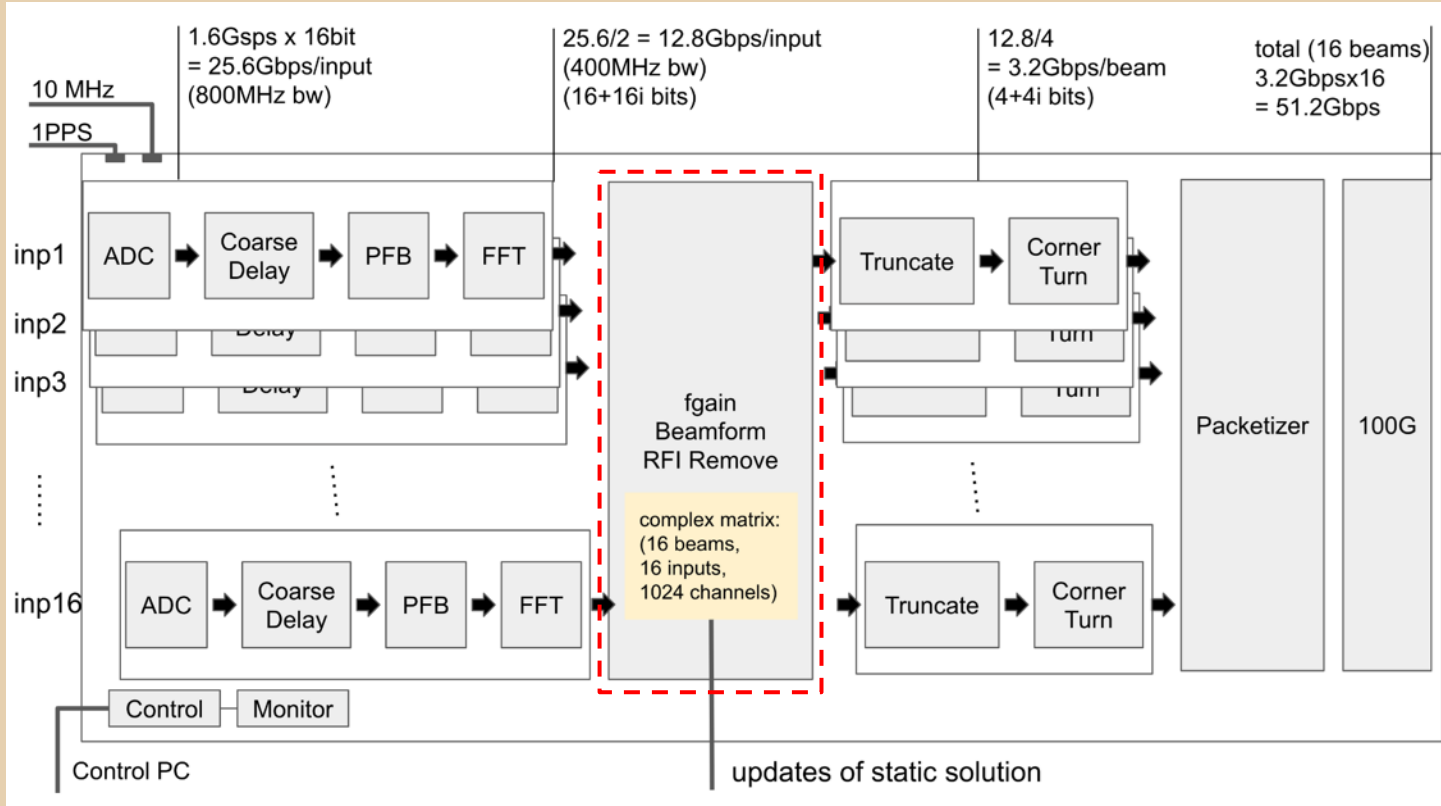 1.6Gsps x 16bit
= 25.6Gbps/input
(800MHz bw)
25.6/2 = 12.8Gbps/input
(400MHz bw)
(16+16i bits)
12.8/4
= 3.2Gbps/beam
(4+4i bits)
total (16 beams)
3.2Gbpsx16
= 51.2Gbps
10 MHz
1PPS
inp1
ADC
Coarse
Delay
PFB
FFT
Truncate
Corner
Turn
inp2
Delay
Turn
inp3
Delay
Turn
fgain
Beamform
RFI Remove
complex matrix:
(16 beams,
16 inputs,
1024 channels)
Packetizer
100G
inp16
ADC
Coarse
Delay
PFB
FFT
Truncate
Corner
Turn
Control
Monitor
Control PC
updates of static solution